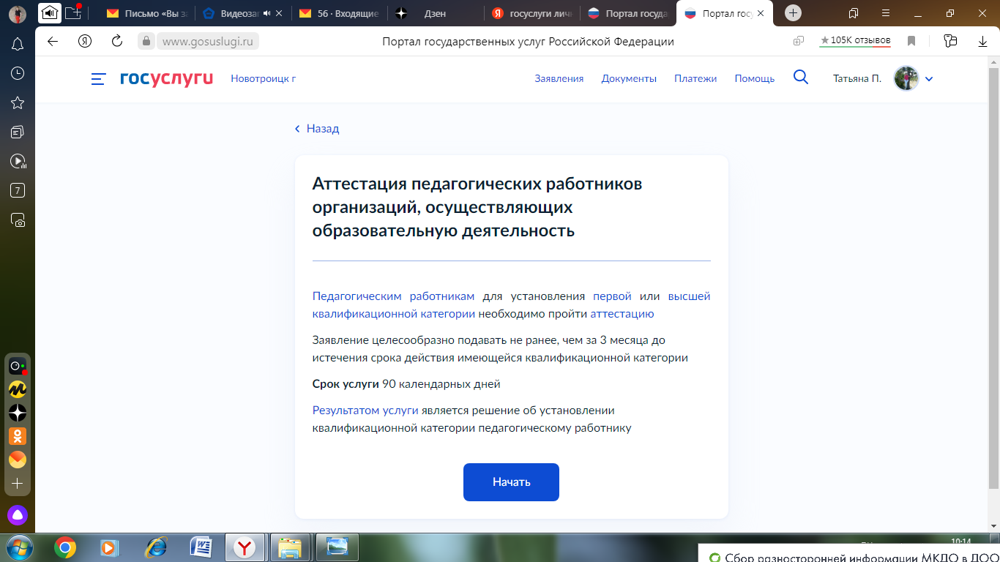 Письмо «Вы за
Видеозап
56 · Входящие
Дзен
госуслуги личн
Портал государ
Портал госу
www.gosuslugi.ru
Портал государственных услуг Российской Федерации
★105K отзывов
госуслуги
Новотроицк г
Заявления
Документы
Платежи
Помощь
Татьяна П.
Назад
Аттестация педагогических работников
организаций, осуществляющих
образовательную деятельность
Педагогическим работникам для установления первой или высшей
квалификационной категории необходимо пройти аттестацию
Заявление целесообразно подавать не ранее, чем за 3 месяца до
истечения срока действия имеющейся квалификационной категории
Срок услуги 90 календарных дней
Результатом услуги является решение об установлении
квалификационной категории педагогическому работнику
Начать
7
10:14
Сбор разносторонней информации МКДО в ДОО